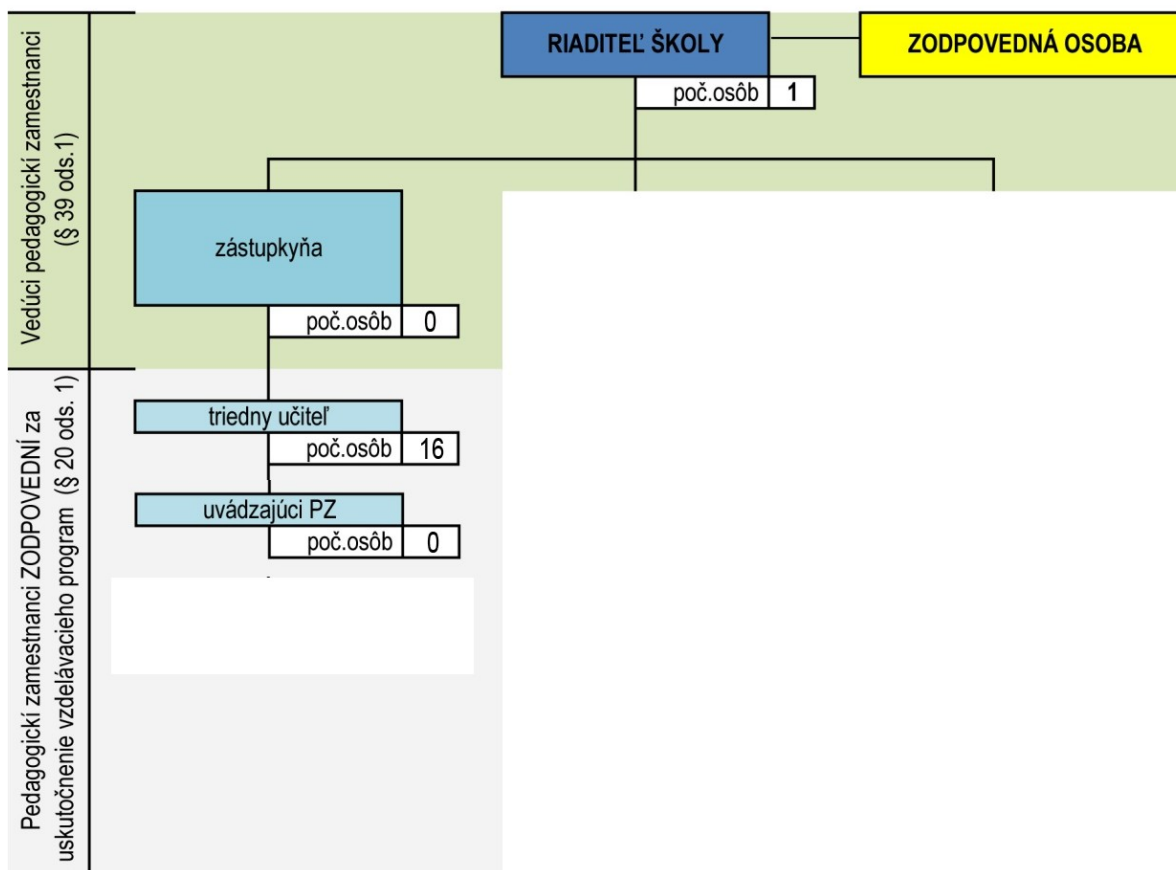 RIADITEĽ ŠKOLY
ZODPOVEDNÁ OSOBA
poč.osôb 1
Vedúci pedagogickí zamestnanci
(§ 39 ods.1)
zástupkyňa
poč.osôb 0
Pedagogickí zamestnanci ZODPOVEDNÍ za
uskutočnenie vzdelávacieho program (§ 20 ods. 1)
triedny učiteľ
poč.osôb 16
uvádzajúci PZ
poč.osôb 0